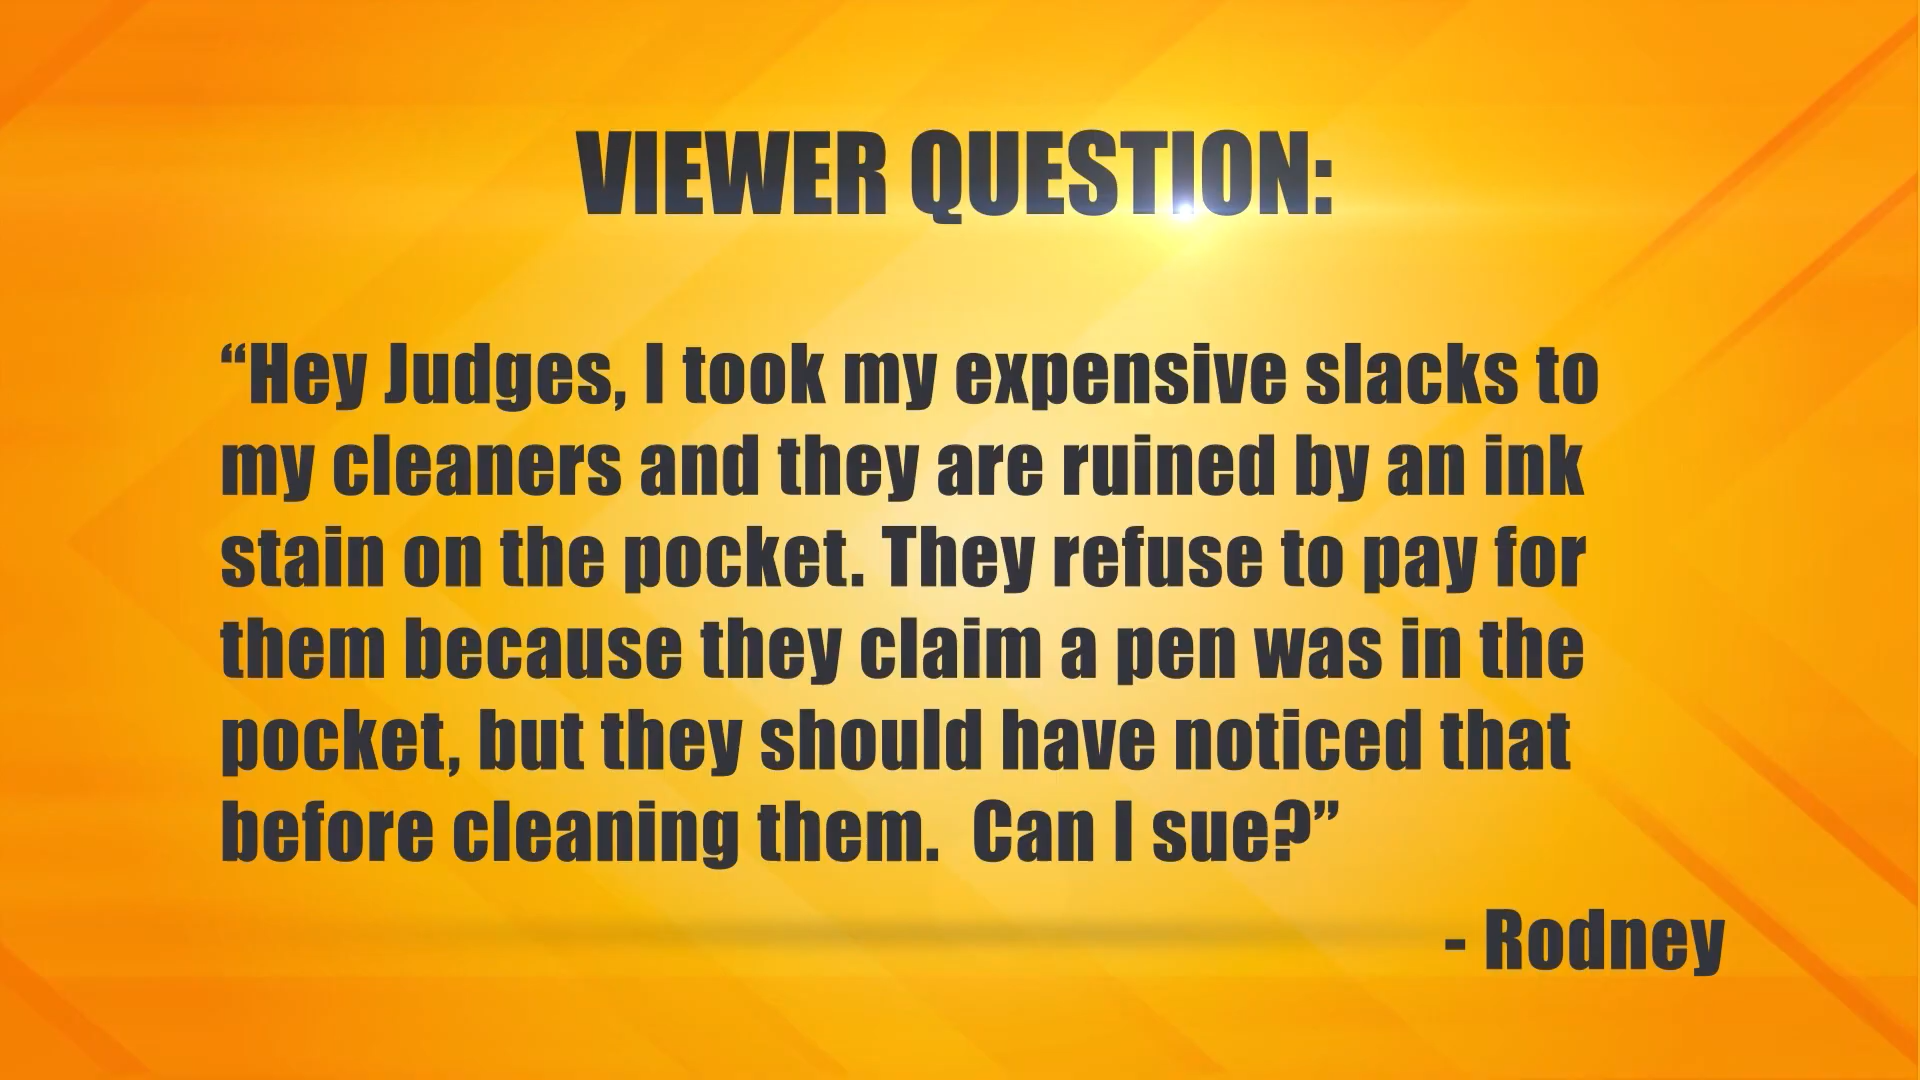 VIEWER QUESTION:
“Hey Judges, I took my expensive slacks to
my cleaners and they are ruined by an ink
stain on the pocket. They refuse to pay for
them because they claim a pen was in the
pocket, but they should have noticed that
before cleaning them.  Can I sue?”
- Rodney